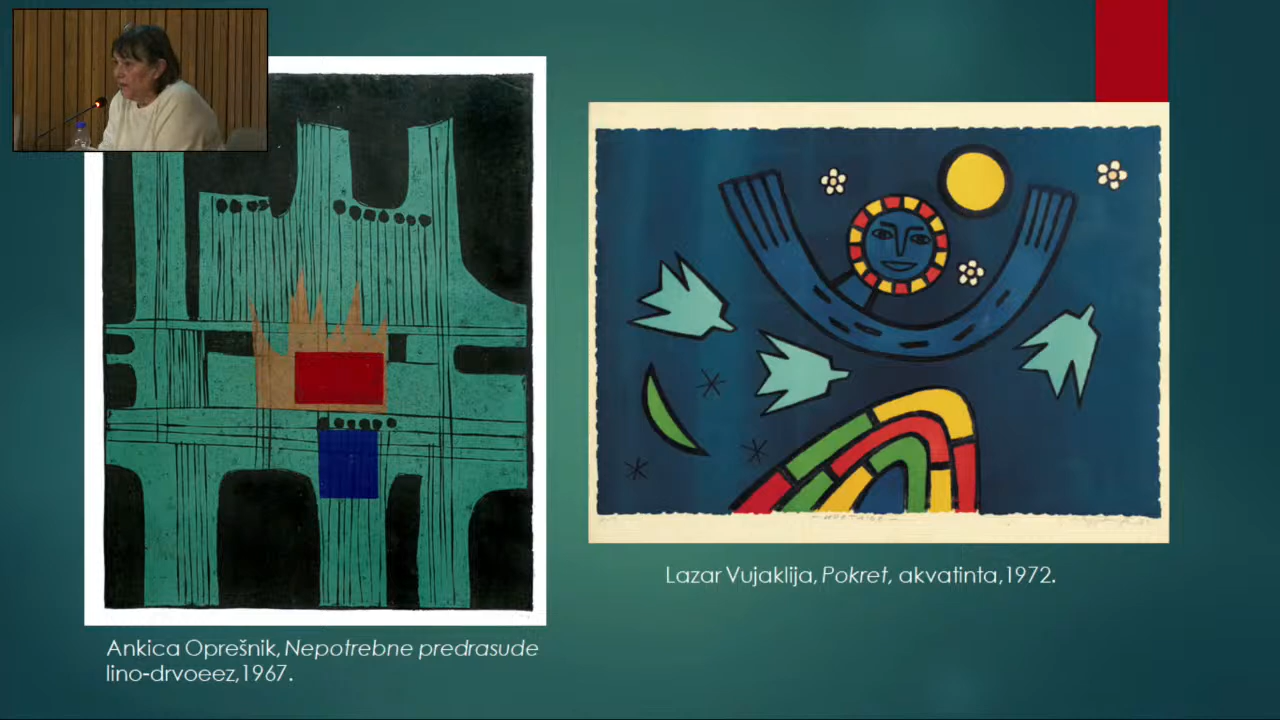 Lazar Vujaklija, Pokret, akvatinta,1972.
Ankica Oprešnik, Nepotrebne predrasude
lino-drvoeez,1967.